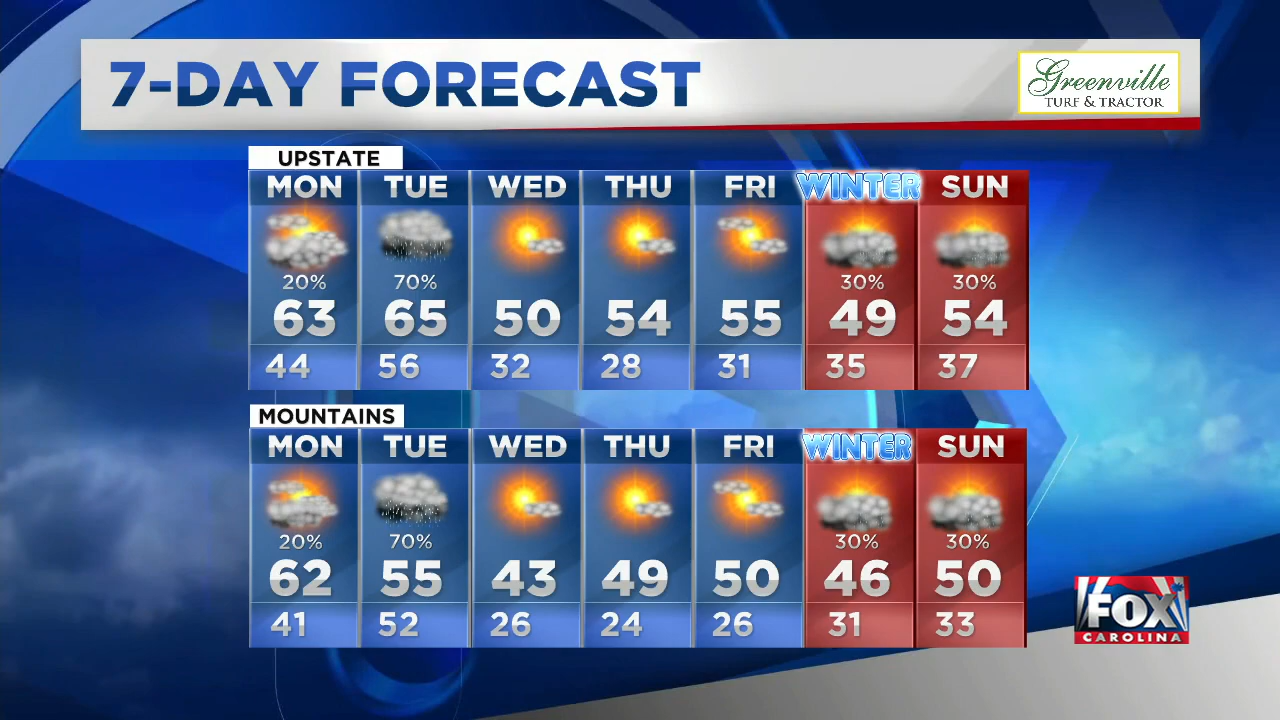 7-DAY FORECAST
Greenville
TURF & TRACTOR
UPSTATE
MON TUE WED THU FRI WINTER SUN
20% 70% 30% 30%
63 65 50 54 55 49 54
44 56 32 28 31 35 37
MOUNTAINS
MON TUE WED THU FRI WINTER SUN
20% 70% 30% 30%
62 55 43 49 50 46 50
41 52 26 24 26 31 33
FOX
CAROLINA